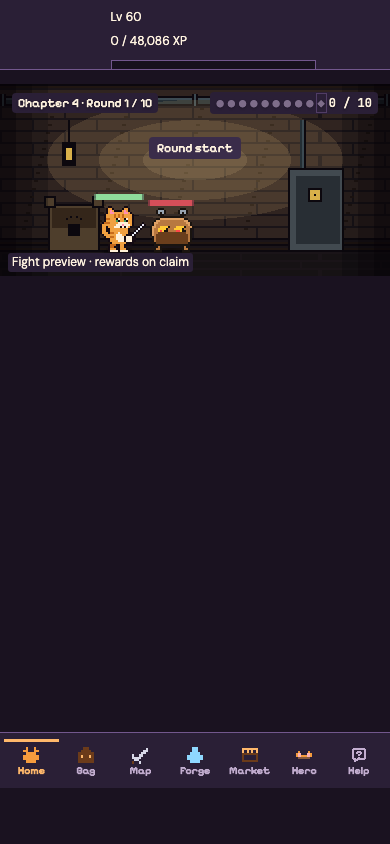 Lv 60
0 / 48,086 XP
Chapter 4 · Round 1 / 10
0 / 10
Round start
Fight preview · rewards on claim
Home
Bag
Map
Forge
Market
Hero
Help